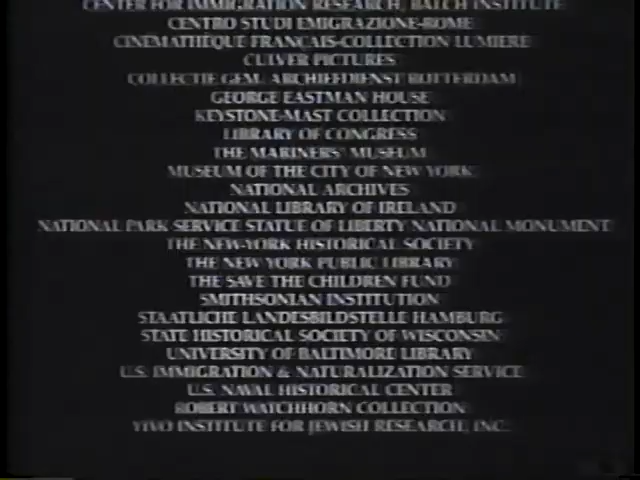 CENTER FOR IMMIGRATION RESEARCH, BALCH INSTITUTE
CENTRO STUDI EMIGRAZIONE-ROME
CINEMATHÈQUE FRANÇAIS-COLLECTION LUMIERE
CULVER PICTURES
COLLECTIE GEM. ARCHIEFDIENST ROTTERDAM
GEORGE EASTMAN HOUSE
KEYSTONE-MAST COLLECTION
LIBRARY OF CONGRESS
THE MARINERS' MUSEUM
MUSEUM OF THE CITY OF NEW YORK
NATIONAL ARCHIVES
NATIONAL LIBRARY OF IRELAND
NATIONAL PARK SERVICE STATUE OF LIBERTY NATIONAL MONUMENT
THE NEW-YORK HISTORICAL SOCIETY
THE NEW YORK PUBLIC LIBRARY
THE SAVE THE CHILDREN FUND
SMITHSONIAN INSTITUTION
STAATLICHE LANDESBILDSTELLE HAMBURG
STATE HISTORICAL SOCIETY OF WISCONSIN
UNIVERSITY OF BALTIMORE LIBRARY
U.S. IMMIGRATION & NATURALIZATION SERVICE
U.S. NAVAL HISTORICAL CENTER
ROBERT WATCHHORN COLLECTION
YIVO INSTITUTE FOR JEWISH RESEARCH, INC.